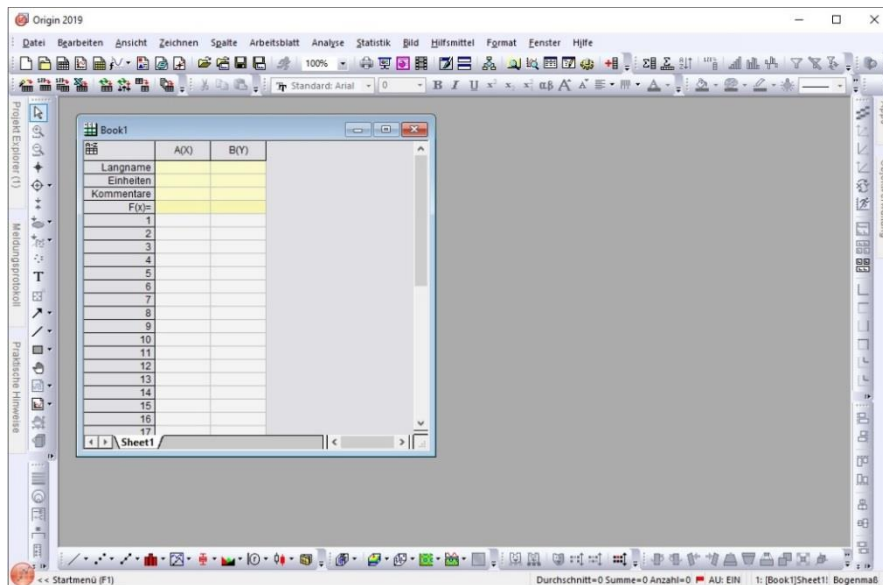 Origin 2019
Datei Bearbeiten Ansicht Zeichnen Spalte Arbeitsblatt Analyse Statistik Bild Hilfsmittel Format Fenster Hilfe
100%
Standard: Arial 0 B I U x² x₂ αβ A A
Projekt Explorer (1)
Meldungsprotokoll
Praktische Hinweise
T
Book1
A(X) B(Y)
Langname
Einheiten
Kommentare
F(x)=
1
2
3
4
5
6
7
8
9
10
11
12
13
14
15
16
17
Sheet1
<< Startmenü (F1) Durchschnitt=0 Summe=0 Anzahl=0 AU: EIN 1: [Book1]Sheet1! Bogenmaß